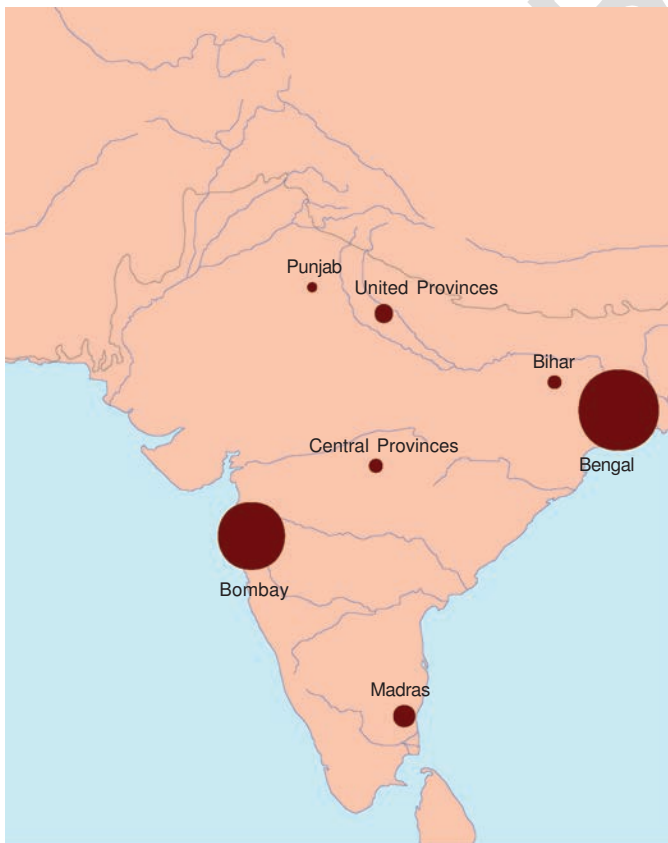 Punjab
United Provinces
Bihar
Central Provinces
Bengal
Bombay
Madras